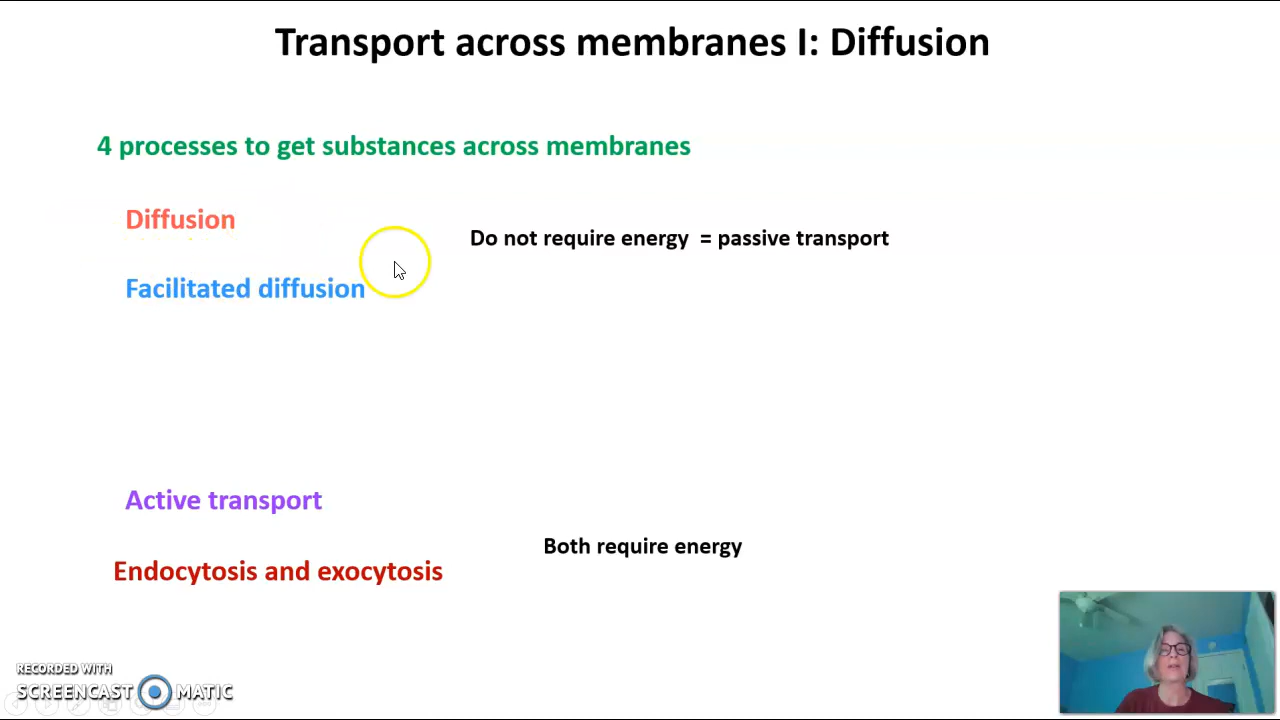 Transport across membranes I: Diffusion
4 processes to get substances across membranes
Diffusion
Do not require energy = passive transport
Facilitated diffusion
Active transport
Both require energy
Endocytosis and exocytosis
RECORDED WITH
SCREENCAST MATIC